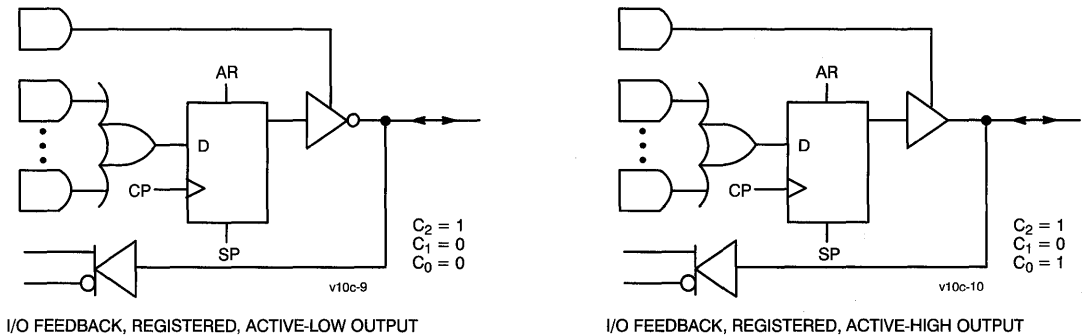 AR
D
CP
SP
C2 = 1
C1 = 0
C0 = 0
v10c-9
I/O FEEDBACK, REGISTERED, ACTIVE-LOW OUTPUT
AR
D
CP
SP
C2 = 1
C1 = 0
C0 = 1
v10c-10
I/O FEEDBACK, REGISTERED, ACTIVE-HIGH OUTPUT